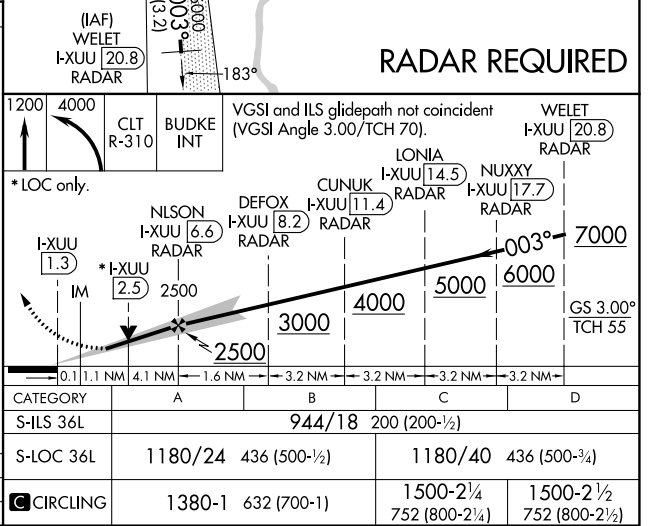 (IAF)
WELET
I-XUU 20.8
RADAR
6000
003°
(3.2)
183°
RADAR REQUIRED
1200
4000
CLT
R-310
BUDKE
INT
VGSI and ILS glidepath not coincident
(VGSI Angle 3.00/TCH 70).
WELET
I-XUU 20.8
RADAR
* LOC only.
LONIA
I-XUU 14.5
RADAR
NUXXY
I-XUU 17.7
RADAR
CUNUK
I-XUU 11.4
RADAR
DEFOX
I-XUU 8.2
RADAR
NLSON
I-XUU 6.6
RADAR
I-XUU
1.3
IM
* I-XUU
2.5
2500
003°
7000
6000
5000
4000
3000
2500
GS 3.00°
TCH 55
0.1 1.1 NM 4.1 NM 1.6 NM 3.2 NM 3.2 NM 3.2 NM 3.2 NM
CATEGORY A B C D
S-ILS 36L 944/18 200 (200-½)
S-LOC 36L 1180/24 436 (500-½) 1180/40 436 (500-¾)
C CIRCLING 1380-1 632 (700-1) 1500-2¼ 1500-2½
752 (800-2¼) 752 (800-2½)